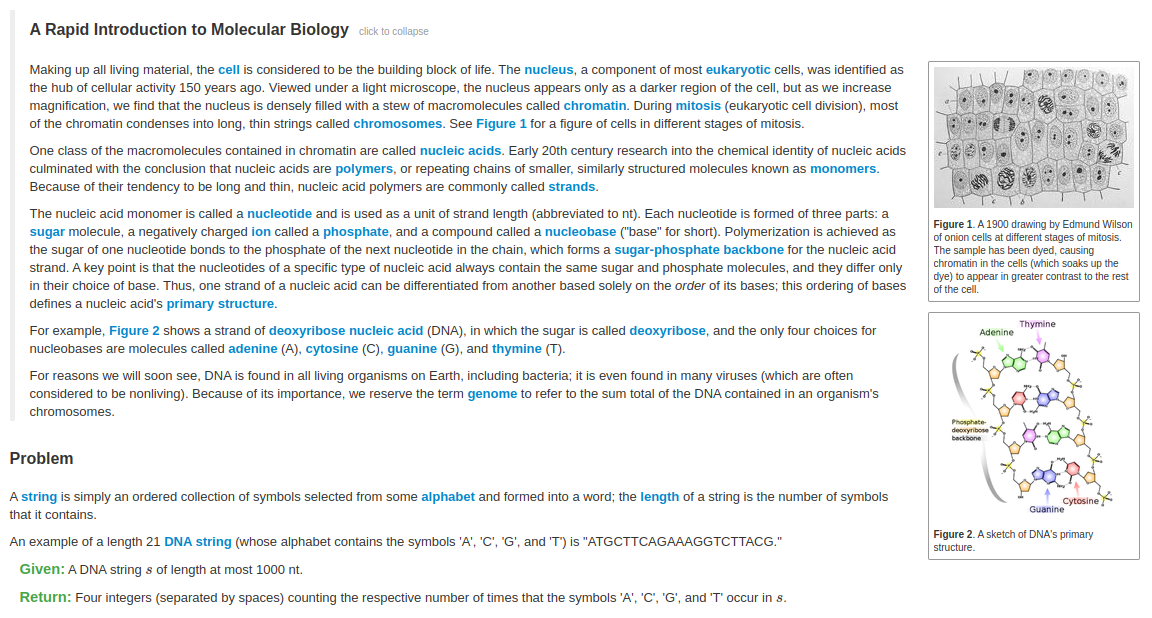 A Rapid Introduction to Molecular Biology click to collapse
Making up all living material, the cell is considered to be the building block of life. The nucleus, a component of most eukaryotic cells, was identified as
the hub of cellular activity 150 years ago. Viewed under a light microscope, the nucleus appears only as a darker region of the cell, but as we increase
magnification, we find that the nucleus is densely filled with a stew of macromolecules called chromatin. During mitosis (eukaryotic cell division), most
of the chromatin condenses into long, thin strings called chromosomes. See Figure 1 for a figure of cells in different stages of mitosis.
One class of the macromolecules contained in chromatin are called nucleic acids. Early 20th century research into the chemical identity of nucleic acids
culminated with the conclusion that nucleic acids are polymers, or repeating chains of smaller, similarly structured molecules known as monomers.
Because of their tendency to be long and thin, nucleic acid polymers are commonly called strands.
The nucleic acid monomer is called a nucleotide and is used as a unit of strand length (abbreviated to nt). Each nucleotide is formed of three parts: a
sugar molecule, a negatively charged ion called a phosphate, and a compound called a nucleobase ("base" for short). Polymerization is achieved as
the sugar of one nucleotide bonds to the phosphate of the next nucleotide in the chain, which forms a sugar-phosphate backbone for the nucleic acid
strand. A key point is that the nucleotides of a specific type of nucleic acid always contain the same sugar and phosphate molecules, and they differ only
in their choice of base. Thus, one strand of a nucleic acid can be differentiated from another based solely on the order of its bases; this ordering of bases
defines a nucleic acid's primary structure.
For example, Figure 2 shows a strand of deoxyribose nucleic acid (DNA), in which the sugar is called deoxyribose, and the only four choices for
nucleobases are molecules called adenine (A), cytosine (C), guanine (G), and thymine (T).
For reasons we will soon see, DNA is found in all living organisms on Earth, including bacteria; it is even found in many viruses (which are often
considered to be nonliving). Because of its importance, we reserve the term genome to refer to the sum total of the DNA contained in an organism's
chromosomes.
Figure 1. A 1900 drawing by Edmund Wilson
of onion cells at different stages of mitosis.
The sample has been dyed, causing
chromatin in the cells (which soaks up the
dye) to appear in greater contrast to the rest
of the cell.
Thymine
Adenine
Phosphate-
deoxyribose
backbone
Cytosine
Guanine
Figure 2. A sketch of DNA's primary
structure.
Problem
A string is simply an ordered collection of symbols selected from some alphabet and formed into a word; the length of a string is the number of symbols
that it contains.
An example of a length 21 DNA string (whose alphabet contains the symbols 'A', 'C', 'G', and 'T') is "ATGCTTCAGAAAGGTCTTACG."
Given: A DNA string s of length at most 1000 nt.
Return: Four integers (separated by spaces) counting the respective number of times that the symbols 'A', 'C', 'G', and 'T' occur in s.